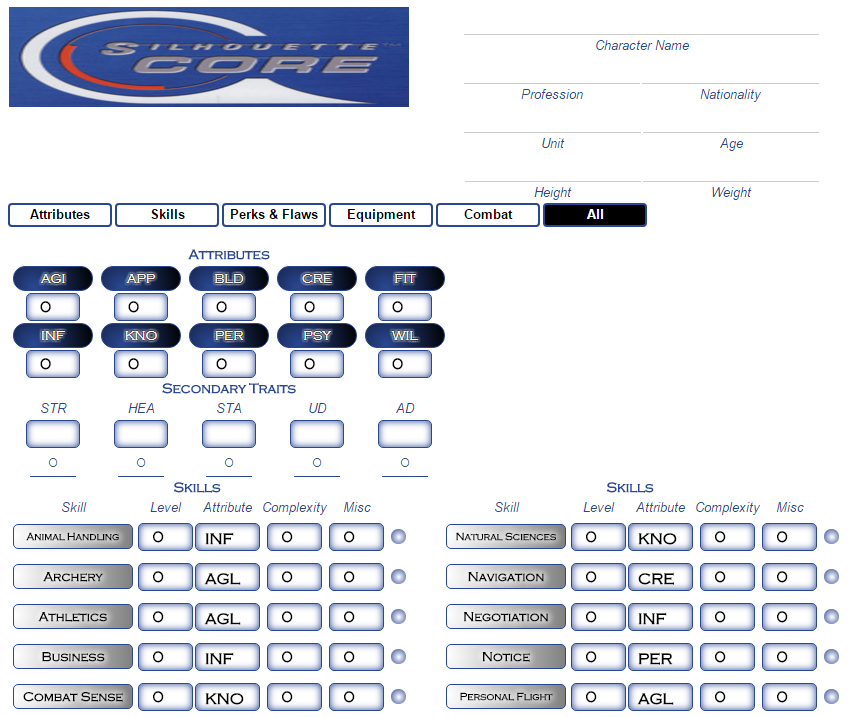 SILHOUETTE™
CORE
Character Name
Profession Nationality
Unit Age
Height Weight
Attributes Skills Perks & Flaws Equipment Combat All
ATTRIBUTES
AGI APP BLD CRE FIT
0 0 0 0 0
INF KNO PER PSY WIL
0 0 0 0 0
SECONDARY TRAITS
STR HEA STA UD AD
0 0 0 0 0
SKILLS SKILLS
Skill Level Attribute Complexity Misc Skill Level Attribute Complexity Misc
ANIMAL HANDLING 0 INF 0 0 NATURAL SCIENCES 0 KNO 0 0
ARCHERY 0 AGL 0 0 NAVIGATION 0 CRE 0 0
ATHLETICS 0 AGL 0 0 NEGOTIATION 0 INF 0 0
BUSINESS 0 INF 0 0 NOTICE 0 PER 0 0
COMBAT SENSE 0 KNO 0 0 PERSONAL FLIGHT 0 AGL 0 0